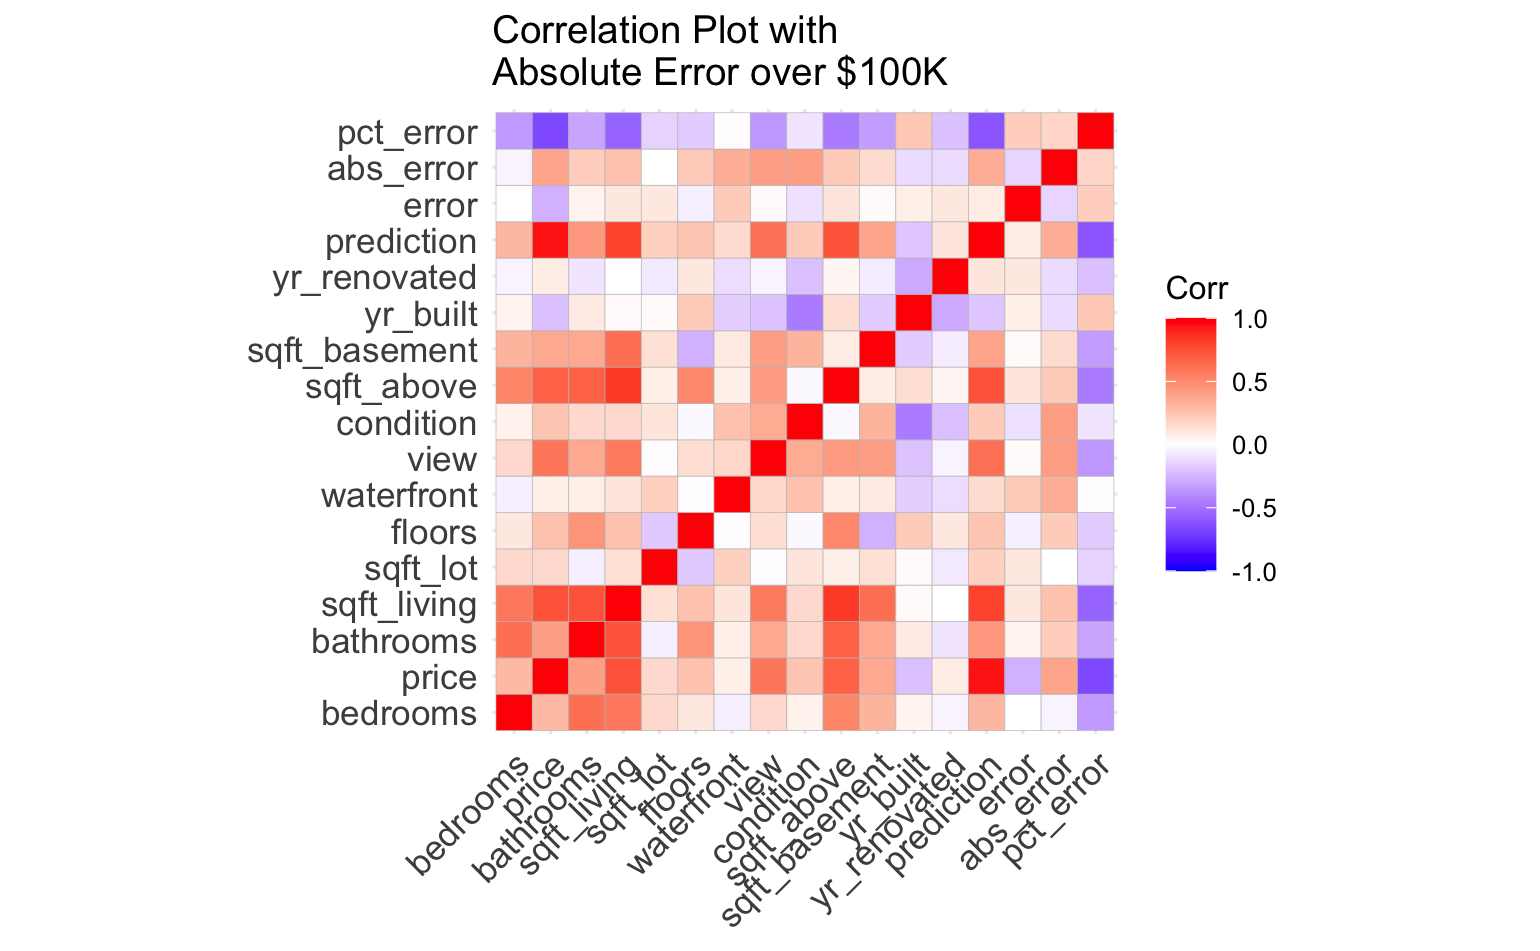 Correlation Plot with
Absolute Error over $100K
pct_error
abs_error
error
prediction
yr_renovated
yr_built
sqft_basement
sqft_above
condition
view
waterfront
floors
sqft_lot
sqft_living
bathrooms
price
bedrooms
bedrooms
price
bathrooms
sqft_living
sqft_lot
floors
waterfront
view
condition
sqft_above
sqft_basement
yr_built
yr_renovated
prediction
error
abs_error
pct_error
Corr
1.0
0.5
0.0
-0.5
-1.0